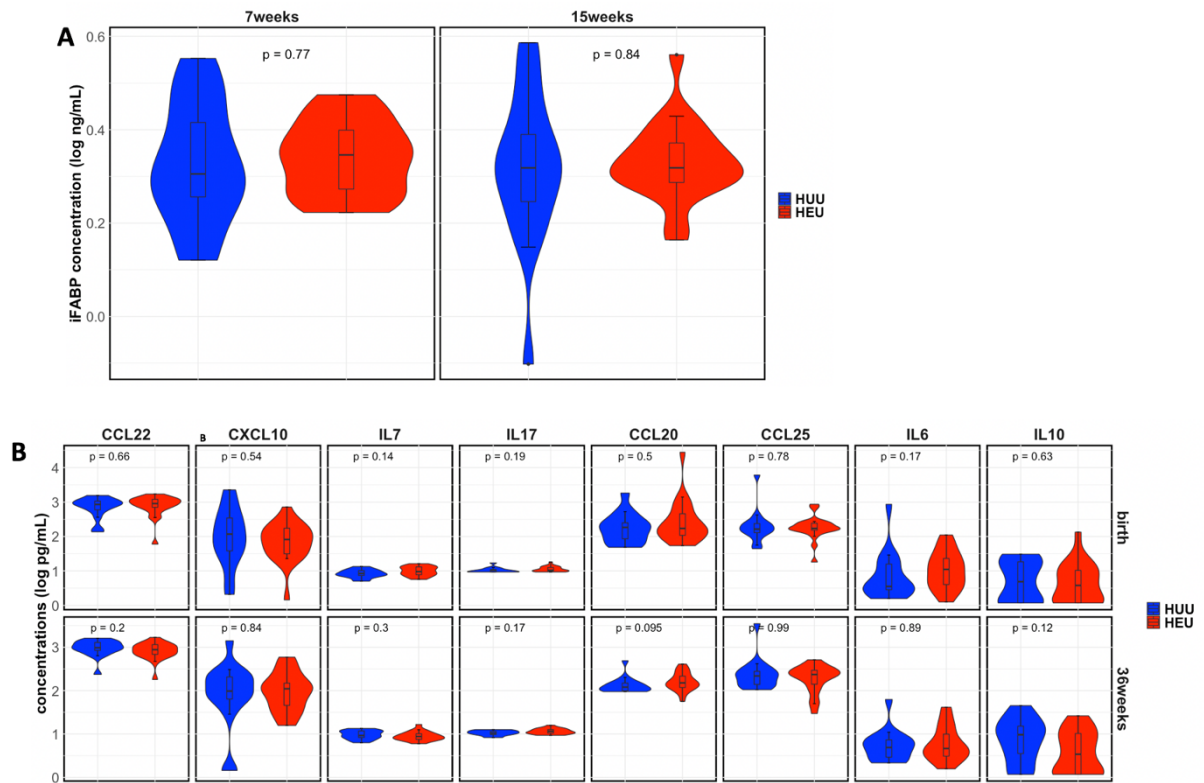 A
7weeks
15weeks
p = 0.77
p = 0.84
0.6
0.4
0.2
0.0
iFABP concentration (log ng/mL)
HUU
HEU
B
CCL22
B
CXCL10
IL7
IL17
CCL20
CCL25
IL6
IL10
p = 0.66
p = 0.54
p = 0.14
p = 0.19
p = 0.5
p = 0.78
p = 0.17
p = 0.63
4
3
2
1
0
birth
p = 0.2
p = 0.84
p = 0.3
p = 0.17
p = 0.095
p = 0.99
p = 0.89
p = 0.12
3
2
1
0
36weeks
concentrations (log pg/mL)
HUU
HEU